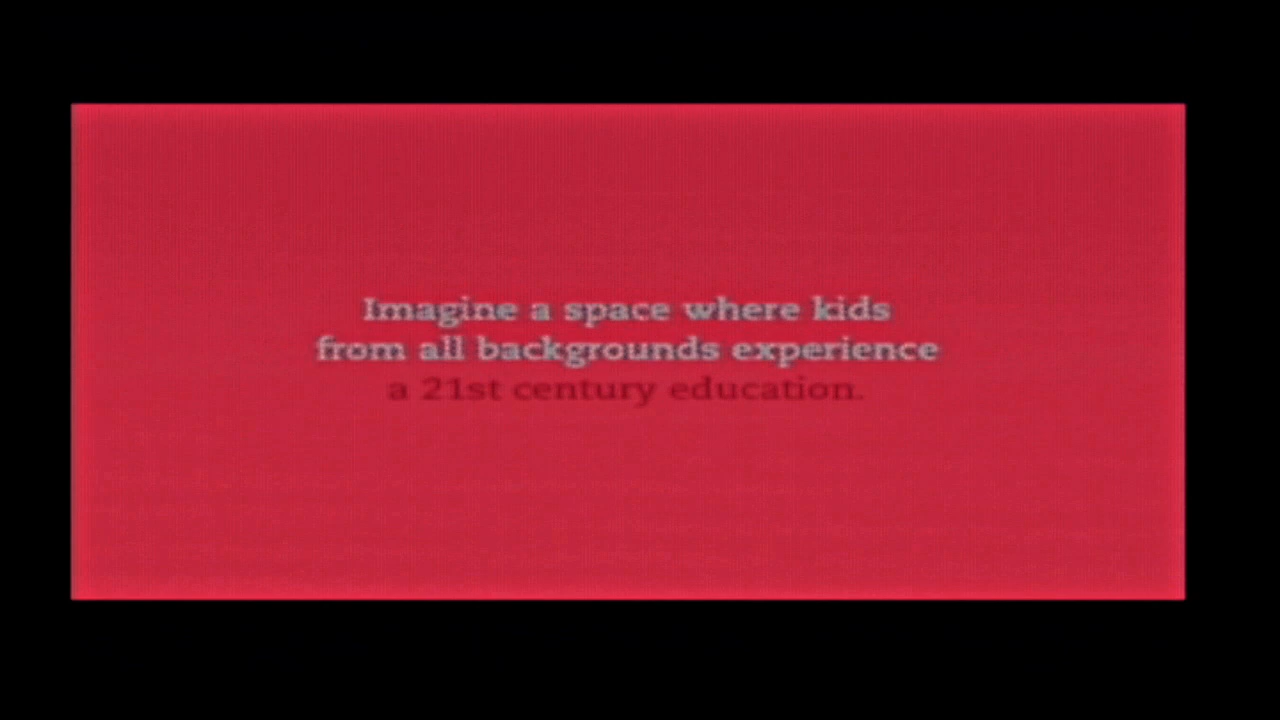 Imagine a space where kids
from all backgrounds experience
a 21st century education.